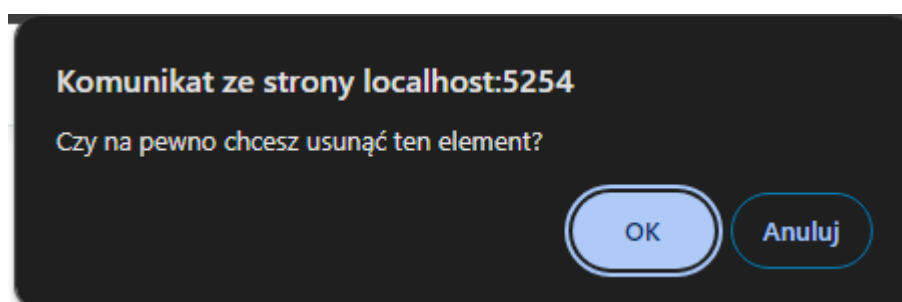 Komunikat ze strony localhost:5254
Czy na pewno chcesz usunąć ten element?
OK Anuluj